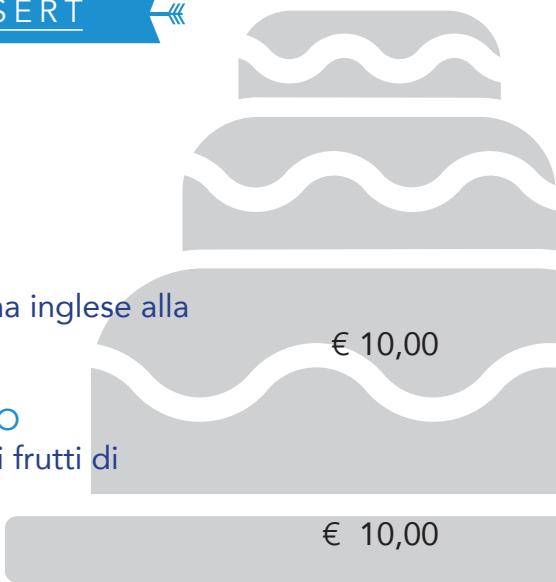 SERT
na inglese alla
€ 10,00
O
i frutti di
€ 10,00